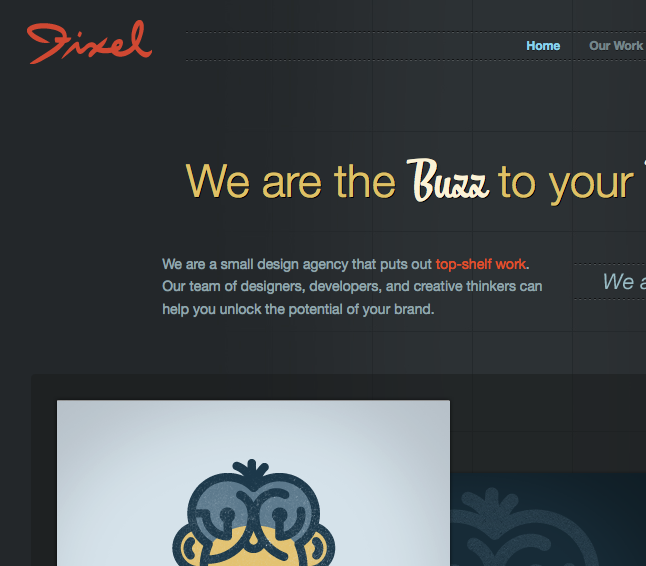 Fixel
Home Our Work
We are the Buzz to your
We are a small design agency that puts out top-shelf work.
Our team of designers, developers, and creative thinkers can
help you unlock the potential of your brand.
We a